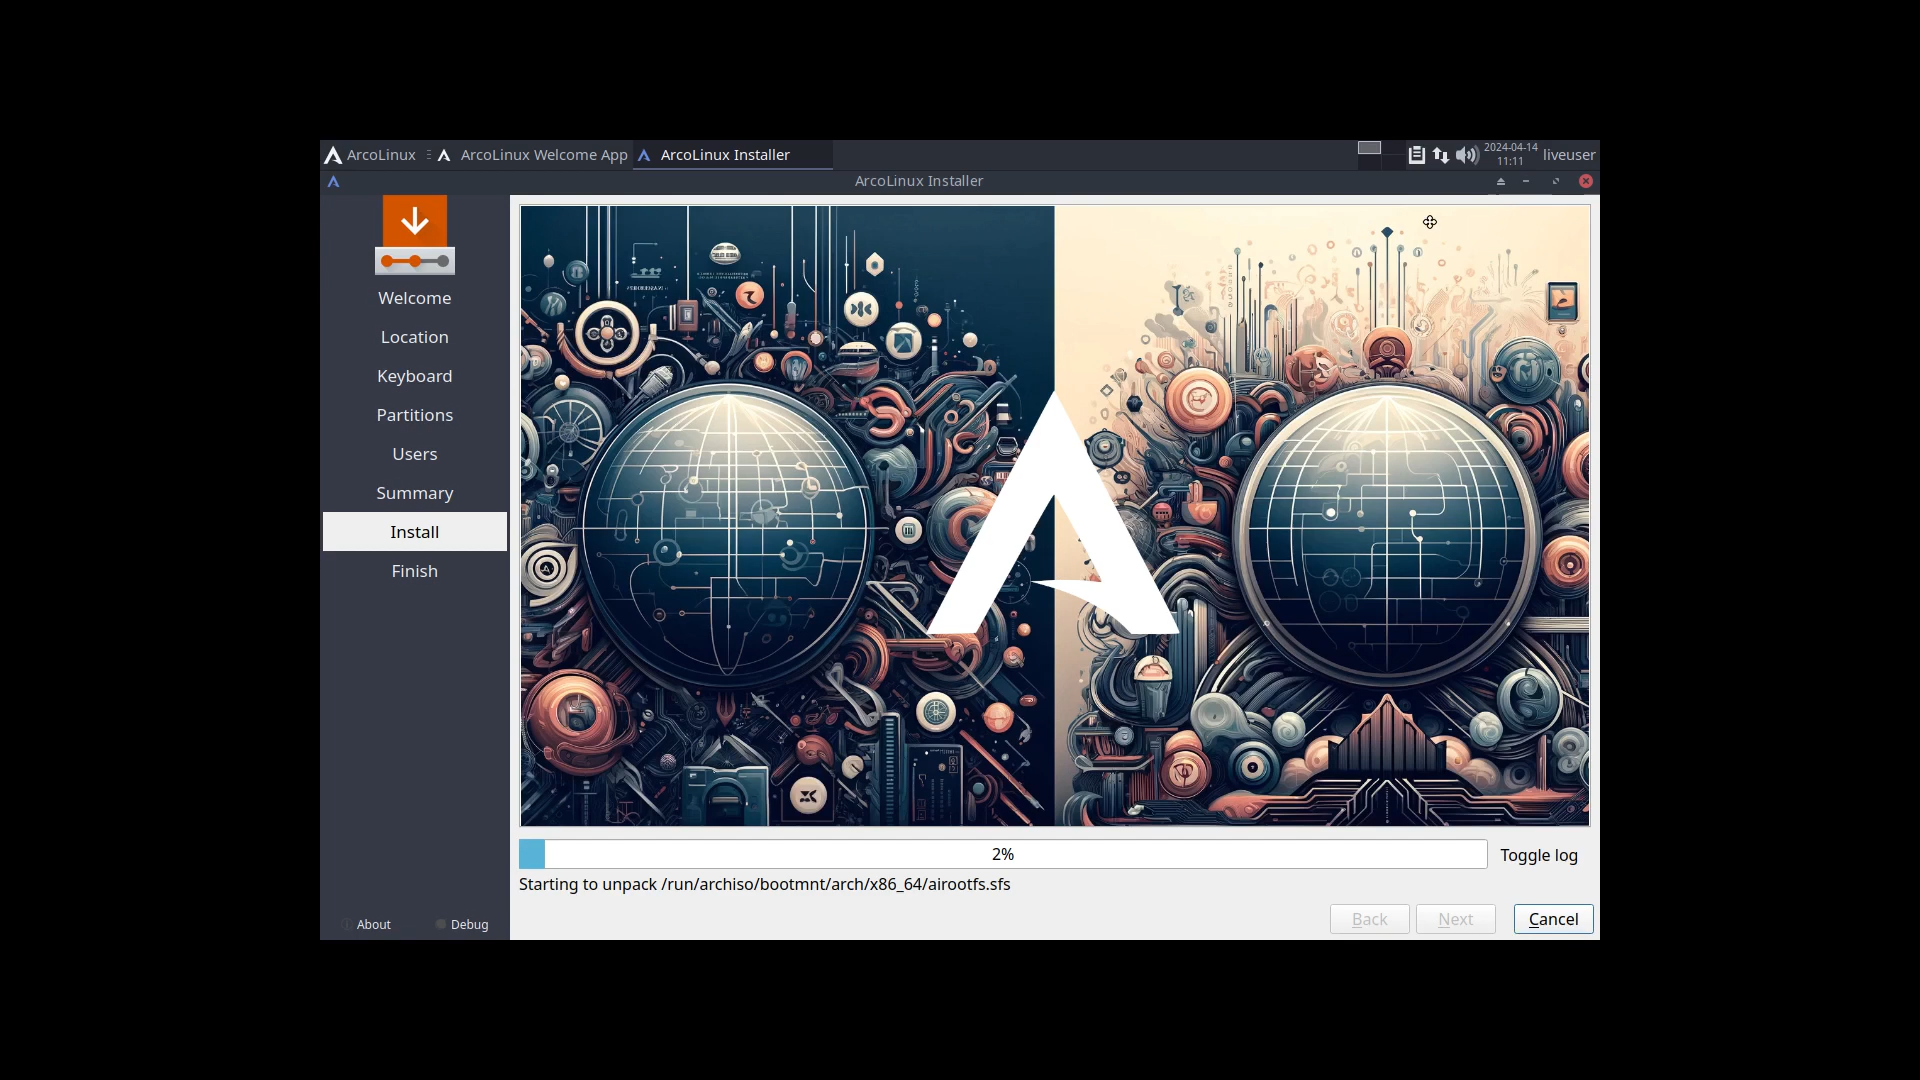 ArcoLinux
ArcoLinux Welcome App
ArcoLinux Installer
2024-04-14
11:11
liveuser
ArcoLinux Installer
Welcome
Location
Keyboard
Partitions
Users
Summary
Install
Finish
2%
Toggle log
Starting to unpack /run/archiso/bootmnt/arch/x86_64/airootfs.sfs
About
Debug
Back
Next
Cancel